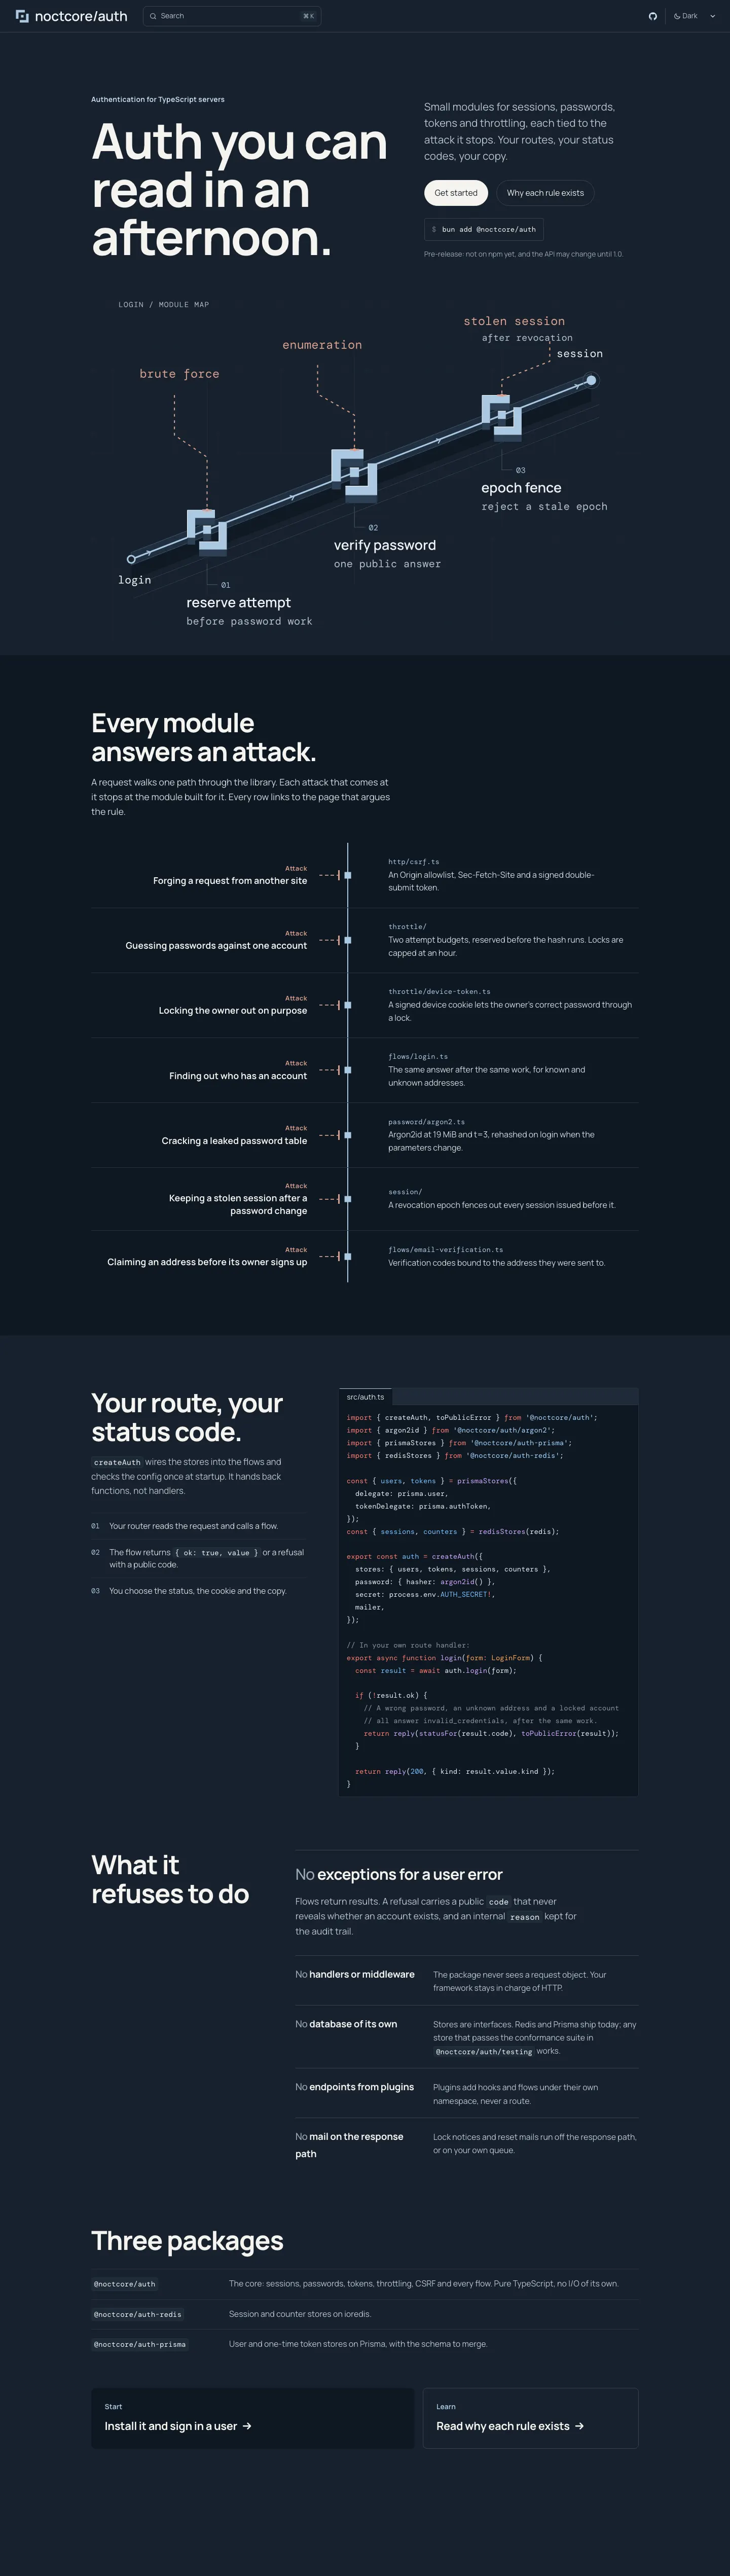 noctcore/auth
Search
⌘ K
Dark
Authentication for TypeScript servers
Auth you can
read in an
afternoon.
Small modules for sessions, passwords,
tokens and throttling, each tied to the
attack it stops. Your routes, your status
codes, your copy.
Get started
Why each rule exists
$ bun add @noctcore/auth
Pre-release: not on npm yet, and the API may change until 1.0.
LOGIN / MODULE MAP
stolen session
after revocation
session
enumeration
brute force
03
epoch fence
reject a stale epoch
02
verify password
one public answer
login
01
reserve attempt
before password work
Every module
answers an attack.
A request walks one path through the library. Each attack that comes at
it stops at the module built for it. Every row links to the page that argues
the rule.
Attack
Forging a request from another site
http/csrf.ts
An Origin allowlist, Sec-Fetch-Site and a signed double-
submit token.
Attack
Guessing passwords against one account
throttle/
Two attempt budgets, reserved before the hash runs. Locks are
capped at an hour.
Attack
Locking the owner out on purpose
throttle/device-token.ts
A signed device cookie lets the owner's correct password through
a lock.
Attack
Finding out who has an account
flows/login.ts
The same answer after the same work, for known and
unknown addresses.
Attack
Cracking a leaked password table
password/argon2.ts
Argon2id at 19 MiB and t=3, rehashed on login when the
parameters change.
Attack
Keeping a stolen session after a
password change
session/
A revocation epoch fences out every session issued before it.
Attack
Claiming an address before its owner signs up
flows/email-verification.ts
Verification codes bound to the address they were sent to.
Your route, your
status code.
createAuth wires the stores into the flows and
checks the config once at startup. It hands back
functions, not handlers.
01 Your router reads the request and calls a flow.
02 The flow returns { ok: true, value } or a refusal
with a public code.
03 You choose the status, the cookie and the copy.
src/auth.ts
import { createAuth, toPublicError } from '@noctcore/auth';
import { argon2id } from '@noctcore/auth/argon2';
import { prismaStores } from '@noctcore/auth-prisma';
import { redisStores } from '@noctcore/auth-redis';
const { users, tokens } = prismaStores({
delegate: prisma.user,
tokenDelegate: prisma.authToken,
});
const { sessions, counters } = redisStores(redis);
export const auth = createAuth({
stores: { users, tokens, sessions, counters },
password: { hasher: argon2id() },
secret: process.env.AUTH_SECRET!,
mailer,
});
// In your own route handler:
export async function login(form: LoginForm) {
const result = await auth.login(form);
if (!result.ok) {
// A wrong password, an unknown address and a locked account
// all answer invalid_credentials, after the same work.
return reply(statusFor(result.code), toPublicError(result));
}
return reply(200, { kind: result.value.kind });
}
What it
refuses to do
No exceptions for a user error
Flows return results. A refusal carries a public code that never
reveals whether an account exists, and an internal reason kept for
the audit trail.
No handlers or middleware
The package never sees a request object. Your
framework stays in charge of HTTP.
No database of its own
Stores are interfaces. Redis and Prisma ship today; any
store that passes the conformance suite in
@noctcore/auth/testing works.
No endpoints from plugins
Plugins add hooks and flows under their own
namespace, never a route.
No mail on the response
path
Lock notices and reset mails run off the response path,
or on your own queue.
Three packages
@noctcore/auth
The core: sessions, passwords, tokens, throttling, CSRF and every flow. Pure TypeScript, no I/O of its own.
@noctcore/auth-redis
Session and counter stores on ioredis.
@noctcore/auth-prisma
User and one-time token stores on Prisma, with the schema to merge.
Start
Install it and sign in a user →
Learn
Read why each rule exists →